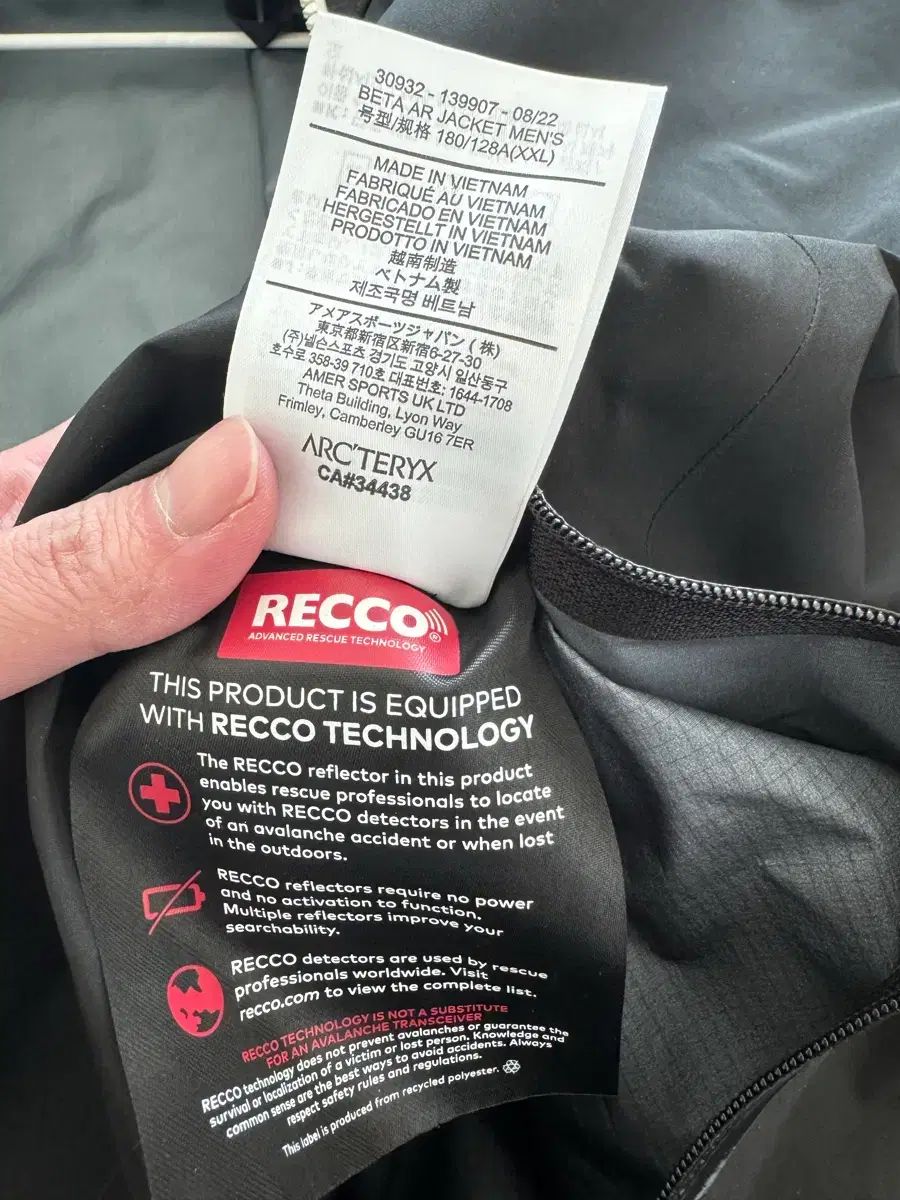 30932 - 139907 - 08/22
BETA AR JACKET MEN'S
号型/规格 180/128A(XXL)
MADE IN VIETNAM
FABRIQUÉ AU VIETNAM
FABRICADO EN VIETNAM
HERGESTELLT IN VIETNAM
PRODOTTO IN VIETNAM
越南制造
ベトナム製
제조국명 베트남
アメアスポーツジャパン ( 株)
東京都新宿区新宿6-27-30
(주)넬슨스포츠 경기도 고양시 일산동구
호수로 358-39 710호 대표번호: 1644-1708
AMER SPORTS UK LTD
Theta Building, Lyon Way
Frimley, Camberley GU16 7ER
ARC'TERYX
CA#34438
RECCO®
ADVANCED RESCUE TECHNOLOGY
THIS PRODUCT IS EQUIPPED
WITH RECCO TECHNOLOGY
The RECCO reflector in this product
enables rescue professionals to locate
you with RECCO detectors in the event
of an avalanche accident or when lost
in the outdoors.
RECCO reflectors require no power
and no activation to function.
Multiple reflectors improve your
searchability.
RECCO detectors are used by rescue
professionals worldwide. Visit
recco.com to view the complete list.
RECCO TECHNOLOGY IS NOT A SUBSTITUTE
FOR AN AVALANCHE TRANSCEIVER
RECCO technology does not prevent avalanches or guarantee the
survival or localization of a victim or lost person. Knowledge and
common sense are the best ways to avoid accidents. Always
respect safety rules and regulations.
This label is produced from recycled polyester.